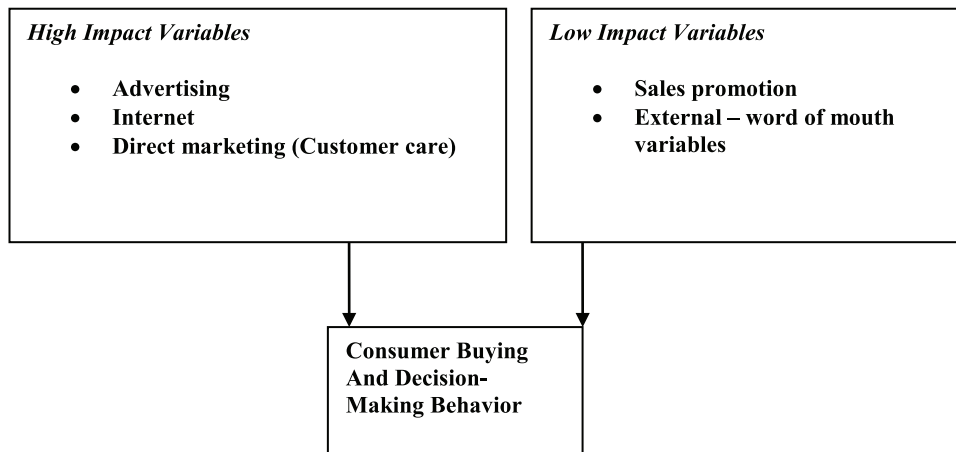 High Impact Variables
• Advertising
• Internet
• Direct marketing (Customer care)
Low Impact Variables
• Sales promotion
• External – word of mouth
variables
Consumer Buying
And Decision-
Making Behavior